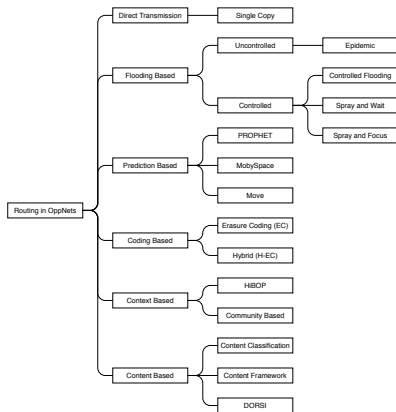 Direct Transmission
Single Copy
Uncontrolled
Epidemic
Flooding Based
Controlled Flooding
Controlled
Spray and Wait
Spray and Focus
PROPHET
Prediction Based
MobySpace
Move
Routing in OppNets
Erasure Coding (EC)
Coding Based
Hybrid (H-EC)
HiBOP
Context Based
Community Based
Content Classification
Content Based
Content Framework
DORSI